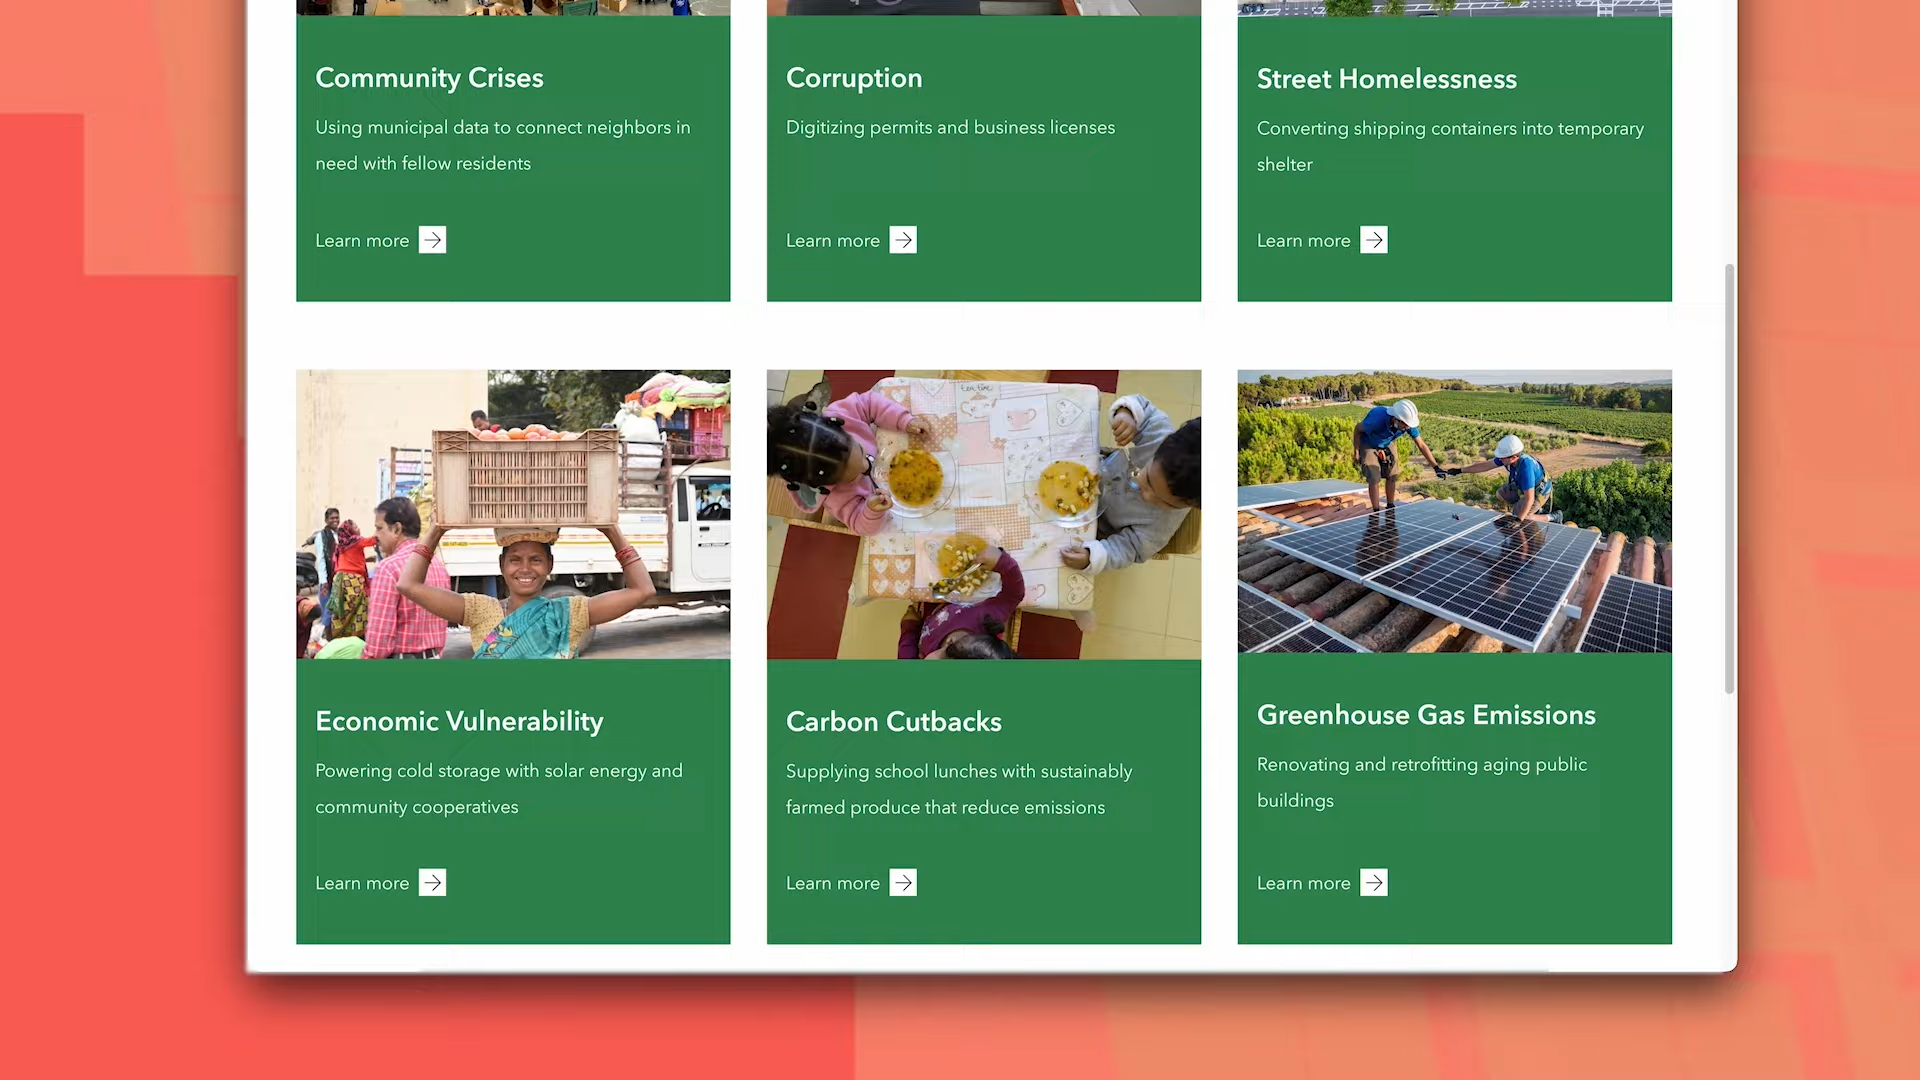 Community Crises
Using municipal data to connect neighbors in
need with fellow residents
Learn more
Corruption
Digitizing permits and business licenses
Learn more
Street Homelessness
Converting shipping containers into temporary
shelter
Learn more
Economic Vulnerability
Powering cold storage with solar energy and
community cooperatives
Learn more
Carbon Cutbacks
Supplying school lunches with sustainably
farmed produce that reduce emissions
Learn more
Greenhouse Gas Emissions
Renovating and retrofitting aging public
buildings
Learn more